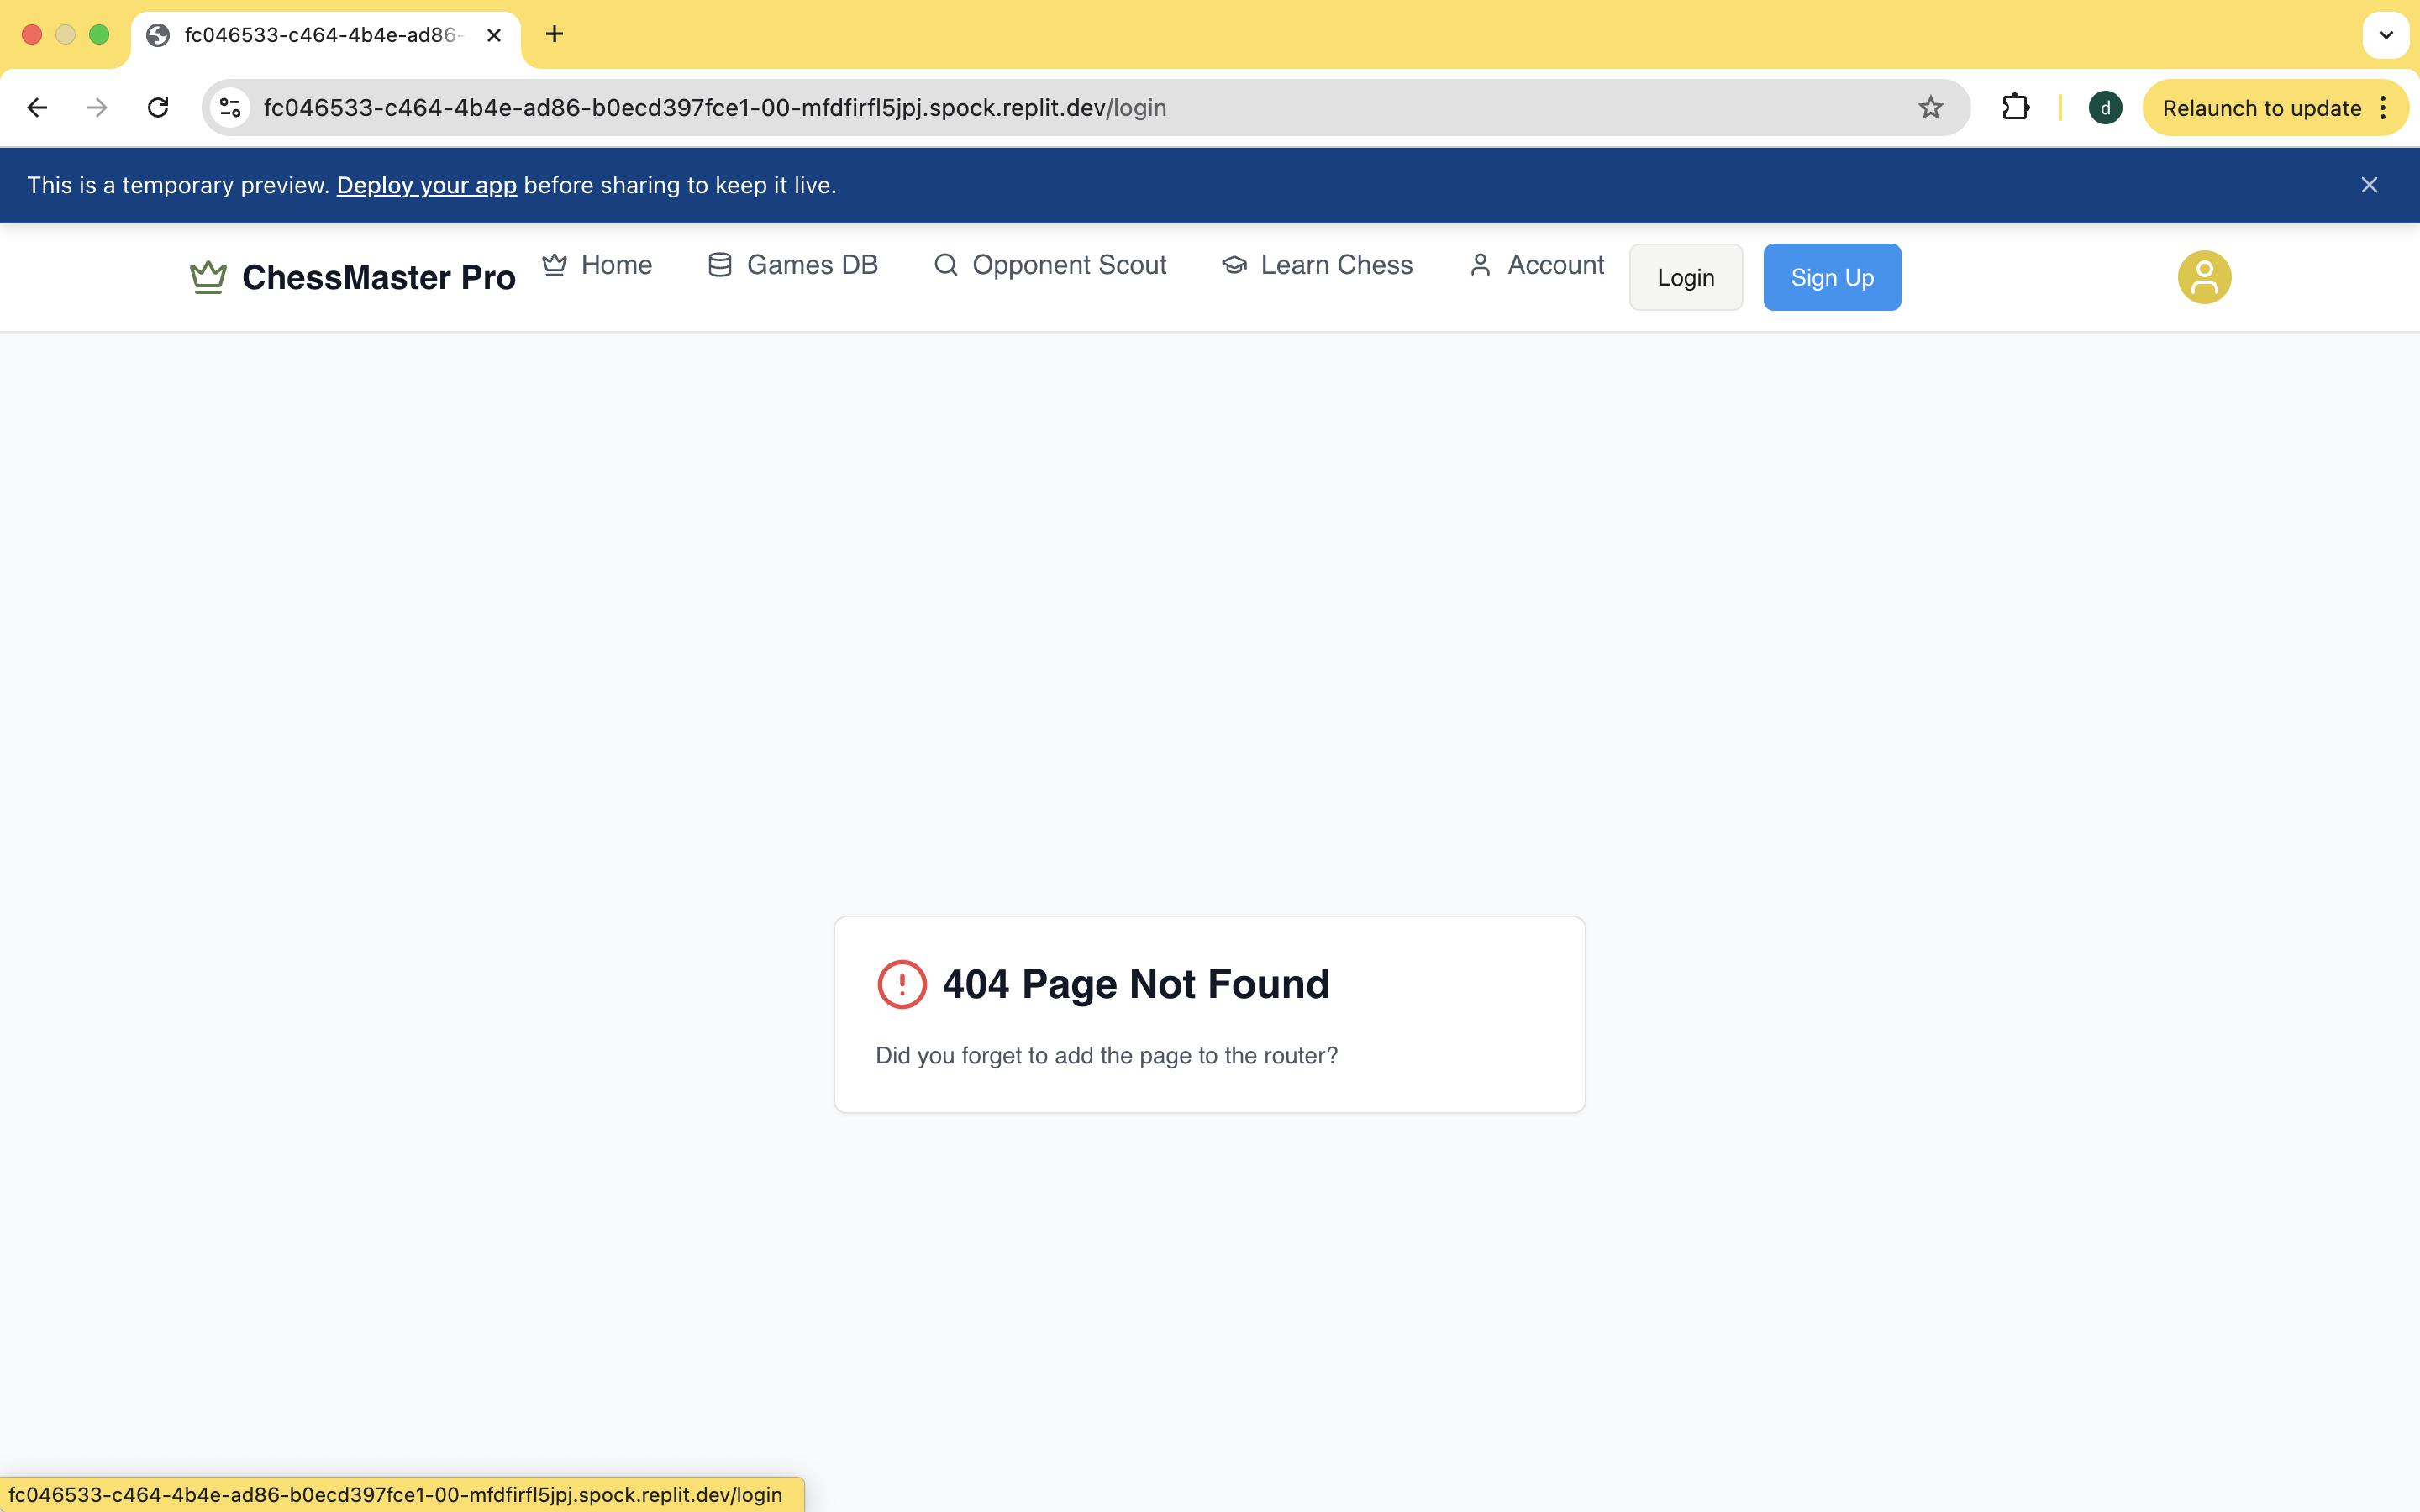 fc046533-c464-4b4e-ad86-
fc046533-c464-4b4e-ad86-b0ecd397fce1-00-mfdfirfl5jpj.spock.replit.dev/login
d
Relaunch to update
This is a temporary preview. Deploy your app before sharing to keep it live.
ChessMaster Pro
Home
Games DB
Opponent Scout
Learn Chess
Account
Login
Sign Up
404 Page Not Found
Did you forget to add the page to the router?
fc046533-c464-4b4e-ad86-b0ecd397fce1-00-mfdfirfl5jpj.spock.replit.dev/login